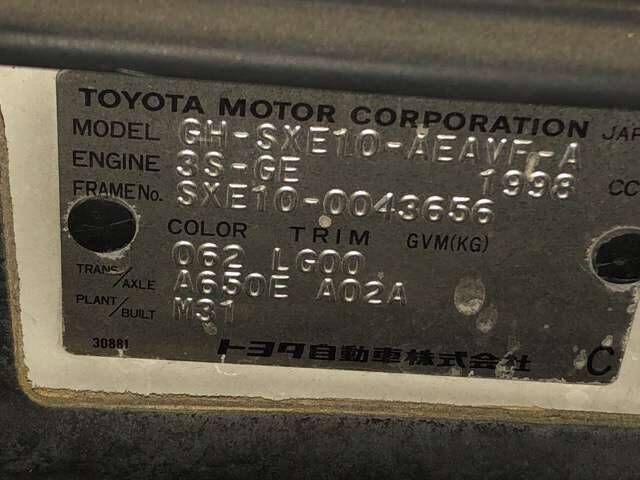 TOYOTA MOTOR CORPORATION JAP
MODEL GH-SXE10-AEAVF-A
ENGINE 3S-GE 1998 CC
FRAME No. SXE10-0043656
COLOR TRIM GVM(KG)
062 LG00
TRANS/AXLE A650E A02A
PLANT/BUILT M31
30881 トヨタ自動車株式会社 C